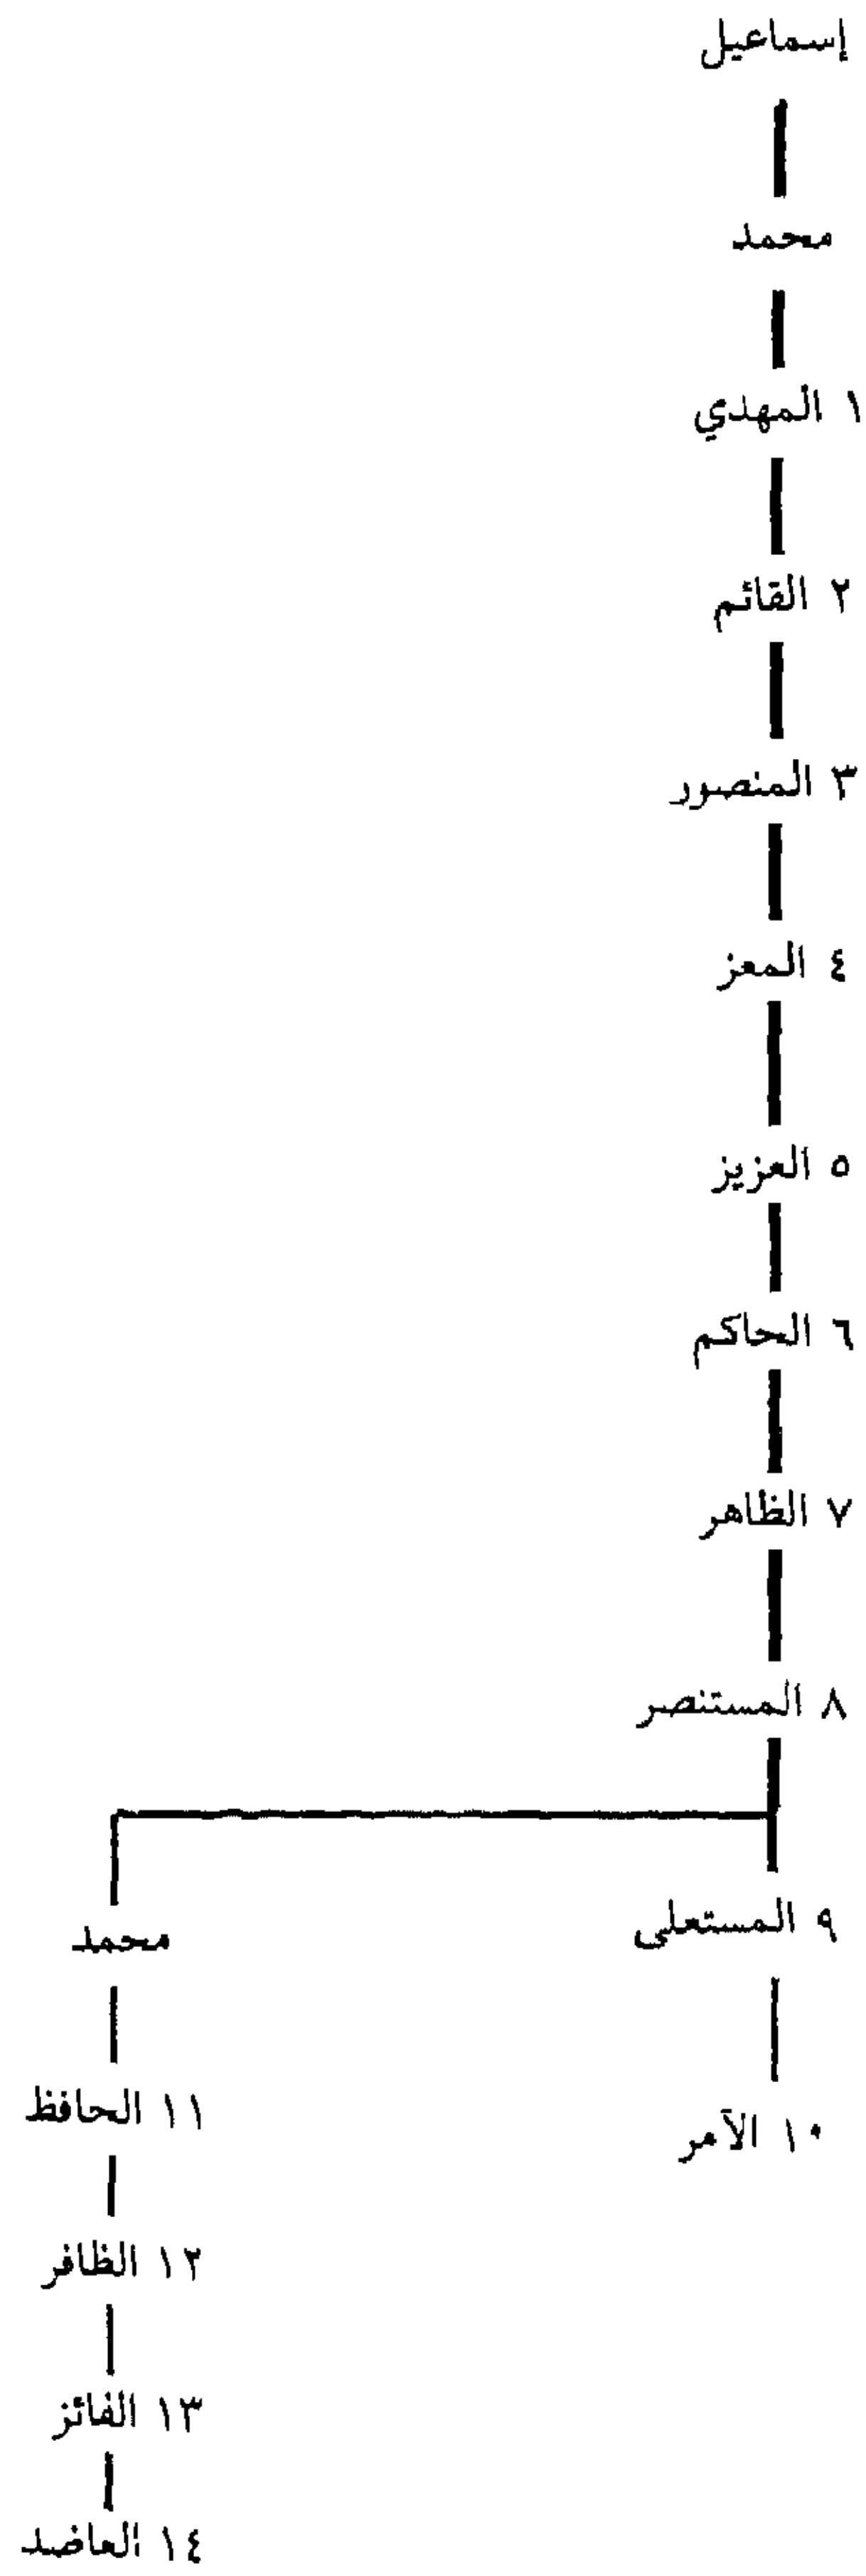 إسماعيل
محمد
١ المهدي
٢ القائم
٣ المنصور
٤ المعز
٥ العزيز
٦ الحاكم
٧ الظاهر
٨ المستنصر
٩ المستعلي
محمد
١٠ الآمر
١١ الحافظ
١٢ الظافر
١٣ الفائز
١٤ العاضد